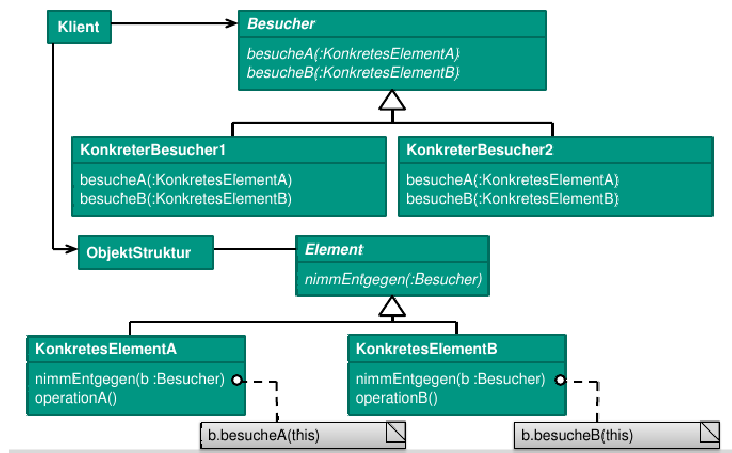 Klient
Besucher
besucheA(:KonkretesElementA)
besucheB(:KonkretesElementB)
KonkreterBesucher1
besucheA(:KonkretesElementA)
besucheB(:KonkretesElementB)
KonkreterBesucher2
besucheA(:KonkretesElementA)
besucheB(:KonkretesElementB)
ObjektStruktur
Element
nimmEntgegen(:Besucher)
KonkretesElementA
nimmEntgegen(b :Besucher)
operationA()
KonkretesElementB
nimmEntgegen(b :Besucher)
operationB()
b.besucheA(this)
b.besucheB(this)